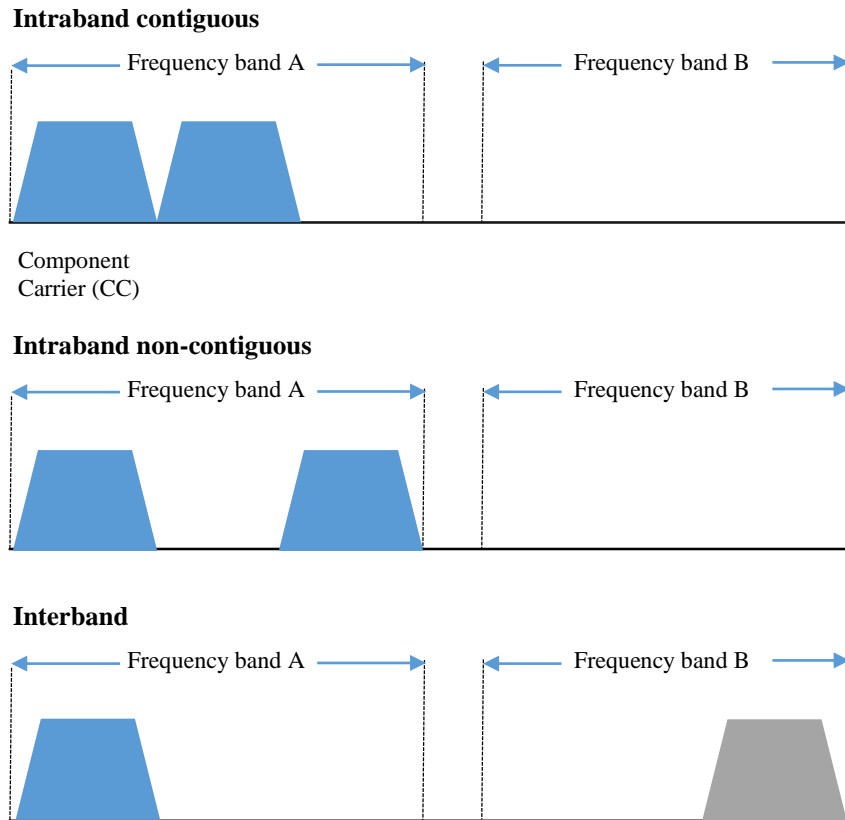 Intraband contiguous
Frequency band A
Frequency band B
Component
Carrier (CC)
Intraband non-contiguous
Frequency band A
Frequency band B
Interband
Frequency band A
Frequency band B